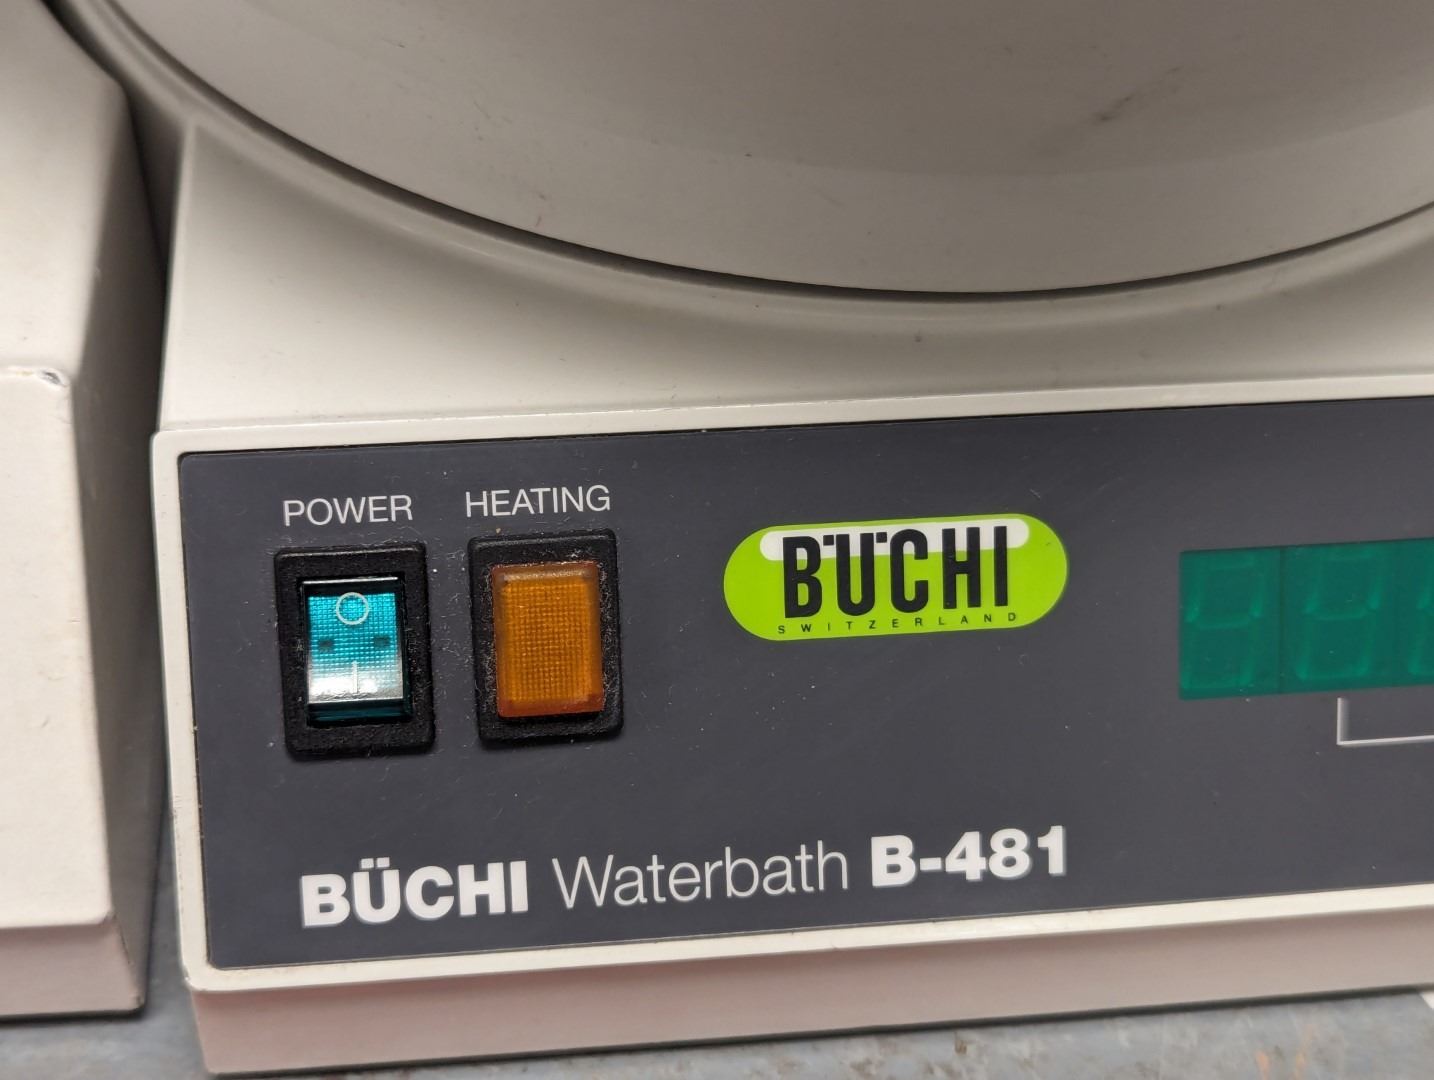 POWER HEATING
BÜCHI
SWITZERLAND
BÜCHI Waterbath B-481